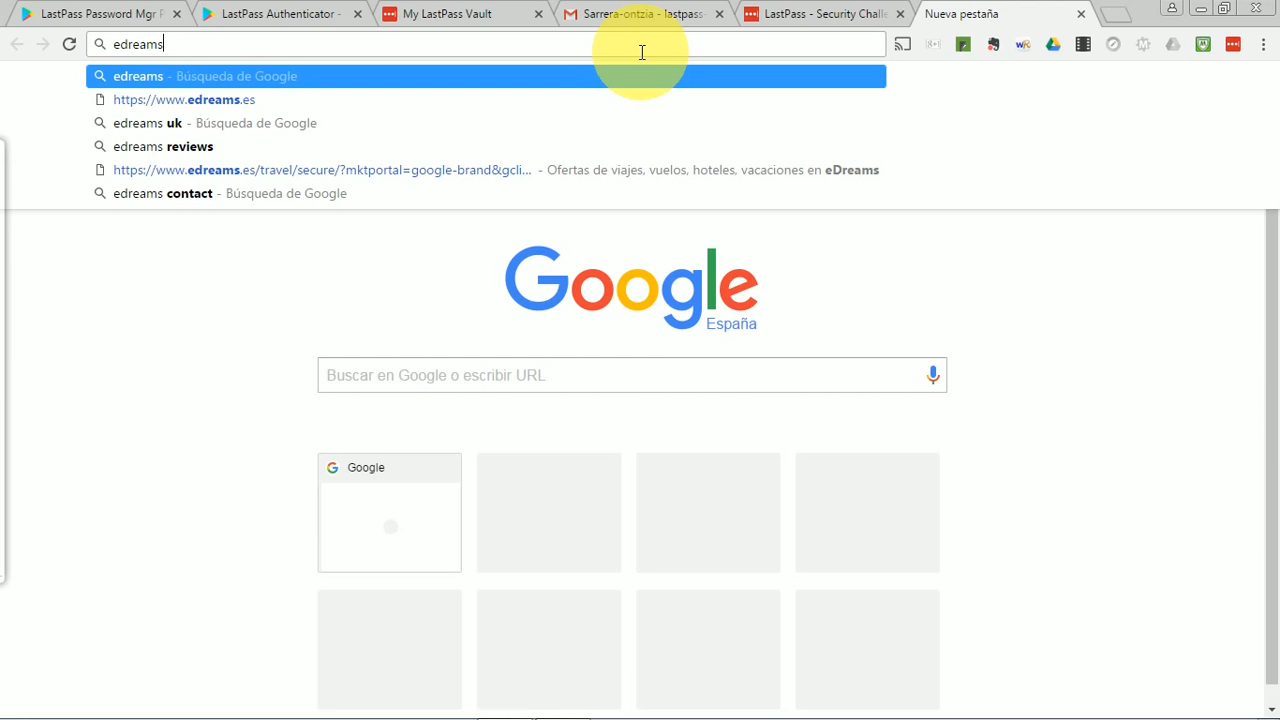 LastPass Password Mgr P
LastPass Authenticator -
My LastPass Vault
Sarrera-ontzia - lastpass-
LastPass - Security Chall
Nueva pestaña
edreams
edreams - Búsqueda de Google
https://www.edreams.es
edreams uk - Búsqueda de Google
edreams reviews
https://www.edreams.es/travel/secure/?mktportal=google-brand&gcli... - Ofertas de viajes, vuelos, hoteles, vacaciones en eDreams
edreams contact - Búsqueda de Google
Google
España
Buscar en Google o escribir URL
Google